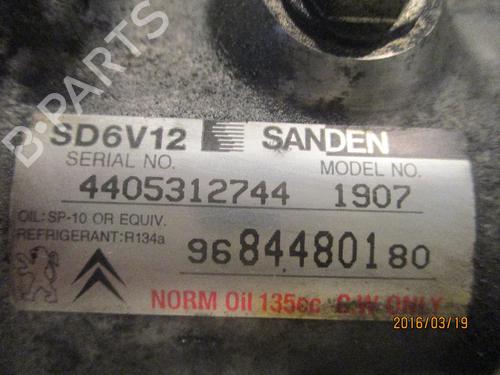 SD6V12 SANDEN
SERIAL NO. MODEL NO.
4405312744 1907
OIL: SP-10 OR EQUIV.
REFRIGERANT: R134a
9684480180
NORM Oil 135cc C.W ONLY
B-PARTS
2016/03/19